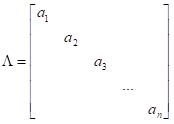 a₁
a₂
Λ = a₃
...
aₙ